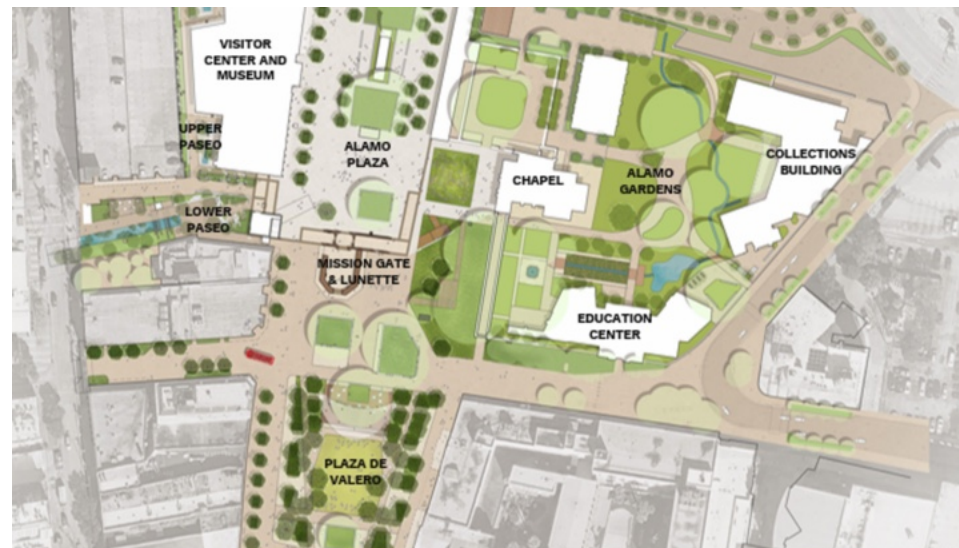 VISITOR
CENTER AND
MUSEUM
UPPER
PASEO
ALAMO
PLAZA
LOWER
PASEO
CHAPEL
ALAMO
GARDENS
COLLECTIONS
BUILDING
MISSION GATE
& LUNETTE
EDUCATION
CENTER
PLAZA DE
VALERO